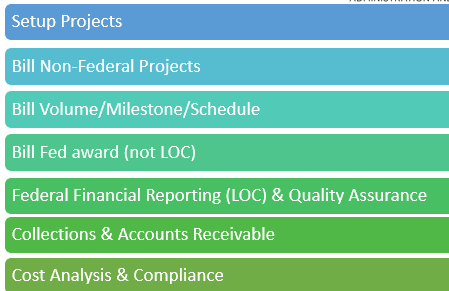 Setup Projects
Bill Non-Federal Projects
Bill Volume/Milestone/Schedule
Bill Fed award (not LOC)
Federal Financial Reporting (LOC) & Quality Assurance
Collections & Accounts Receivable
Cost Analysis & Compliance